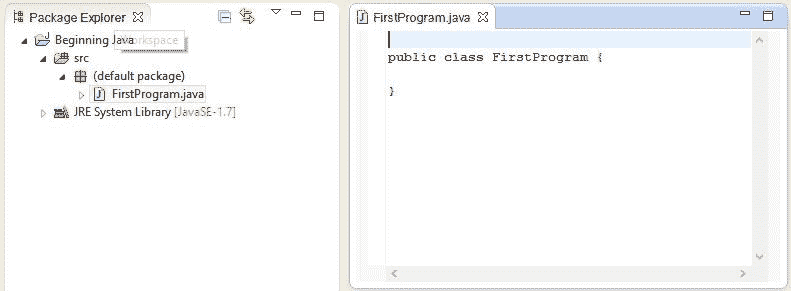 Package Explorer
Beginning Java
workspace
src
(default package)
FirstProgram.java
JRE System Library [JavaSE-1.7]
FirstProgram.java
public class FirstProgram {
}